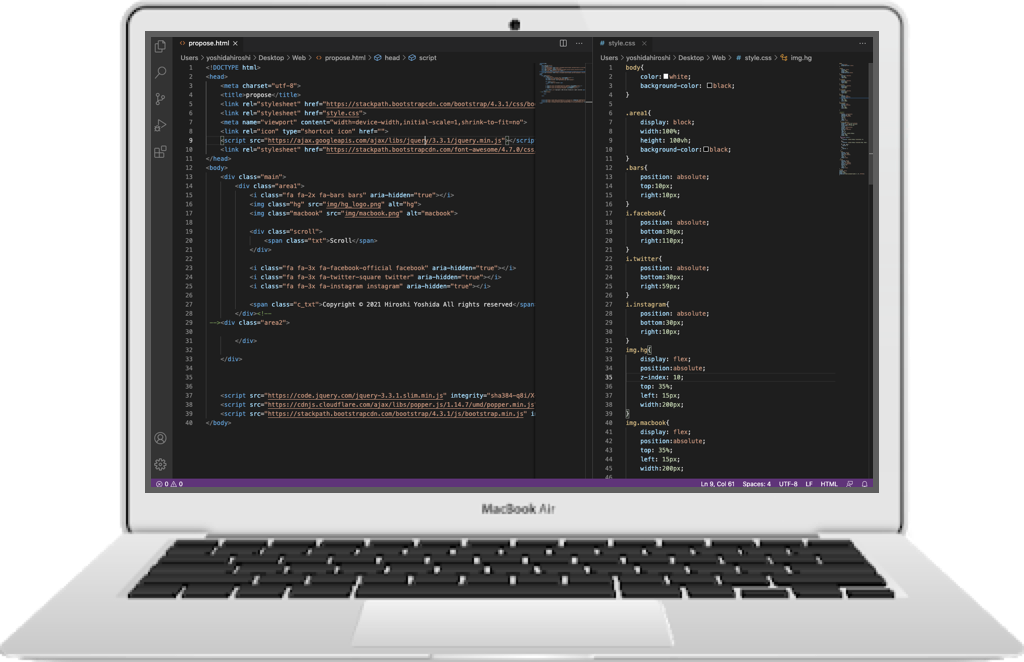 propose.html
Users > yoshidahiroshi > Desktop > Web > propose.html > head > script
1 <!DOCTYPE html>
2 <head>
3 <meta charset="utf-8">
4 <title>propose</title>
5 <link rel="stylesheet" href="https://stackpath.bootstrapcdn.com/bootstrap/4.3.1/css/bo
6 <link rel="stylesheet" href="style.css">
7 <meta name="viewport" content="width=device-width,initial-scale=1,shrink-to-fit=no">
8 <link rel="icon" type="shortcut icon" href="">
9 <script src="https://ajax.googleapis.com/ajax/libs/jquery/3.3.1/jquery.min.js"></scrip
10 <link rel="stylesheet" href="https://stackpath.bootstrapcdn.com/font-awesome/4.7.0/css
11 </head>
12 <body>
13 <div class="main">
14 <div class="area1">
15 <i class="fa fa-2x fa-bars bars" aria-hidden="true"></i>
16 <img class="hg" src="img/hg_logo.png" alt="hg">
17 <img class="macbook" src="img/macbook.png" alt="macbook">
18
19 <div class="scroll">
20 <span class="txt">Scroll</span>
21 </div>
22
23 <i class="fa fa-3x fa-facebook-official facebook" aria-hidden="true"></i>
24 <i class="fa fa-3x fa-twitter-square twitter" aria-hidden="true"></i>
25 <i class="fa fa-3x fa-instagram instagram" aria-hidden="true"></i>
26
27 <span class="c_txt">Copyright © 2021 Hiroshi Yoshida All rights reserved</span
28 </div><!--
29 --><div class="area2">
30
31 </div>
32
33 </div>
34
35
36
37 <script src="https://code.jquery.com/jquery-3.3.1.slim.min.js" integrity="sha384-q8i/X
38 <script src="https://cdnjs.cloudflare.com/ajax/libs/popper.js/1.14.7/umd/popper.min.js
39 <script src="https://stackpath.bootstrapcdn.com/bootstrap/4.3.1/js/bootstrap.min.js" i
40 </body>
# style.css
Users > yoshidahiroshi > Desktop > Web > # style.css > img.hg
1 body{
2 color: white;
3 background-color: black;
4 }
5
6 .area1{
7 display: block;
8 width:100%;
9 height: 100vh;
10 background-color: black;
11 }
12 .bars{
13 position: absolute;
14 top:10px;
15 right:10px;
16 }
17 i.facebook{
18 position: absolute;
19 bottom:30px;
20 right:110px;
21 }
22 i.twitter{
23 position: absolute;
24 bottom:30px;
25 right:59px;
26 }
27 i.instagram{
28 position: absolute;
29 bottom:30px;
30 right:10px;
31 }
32 img.hg{
33 display: flex;
34 position:absolute;
35 z-index: 10;
36 top: 35%;
37 left: 15px;
38 width:200px;
39 }
40 img.macbook{
41 display: flex;
42 position:absolute;
43 top: 35%;
44 left: 15px;
45 width:200px;
46
0 0
Ln 9, Col 61 Spaces: 4 UTF-8 LF HTML
MacBook Air